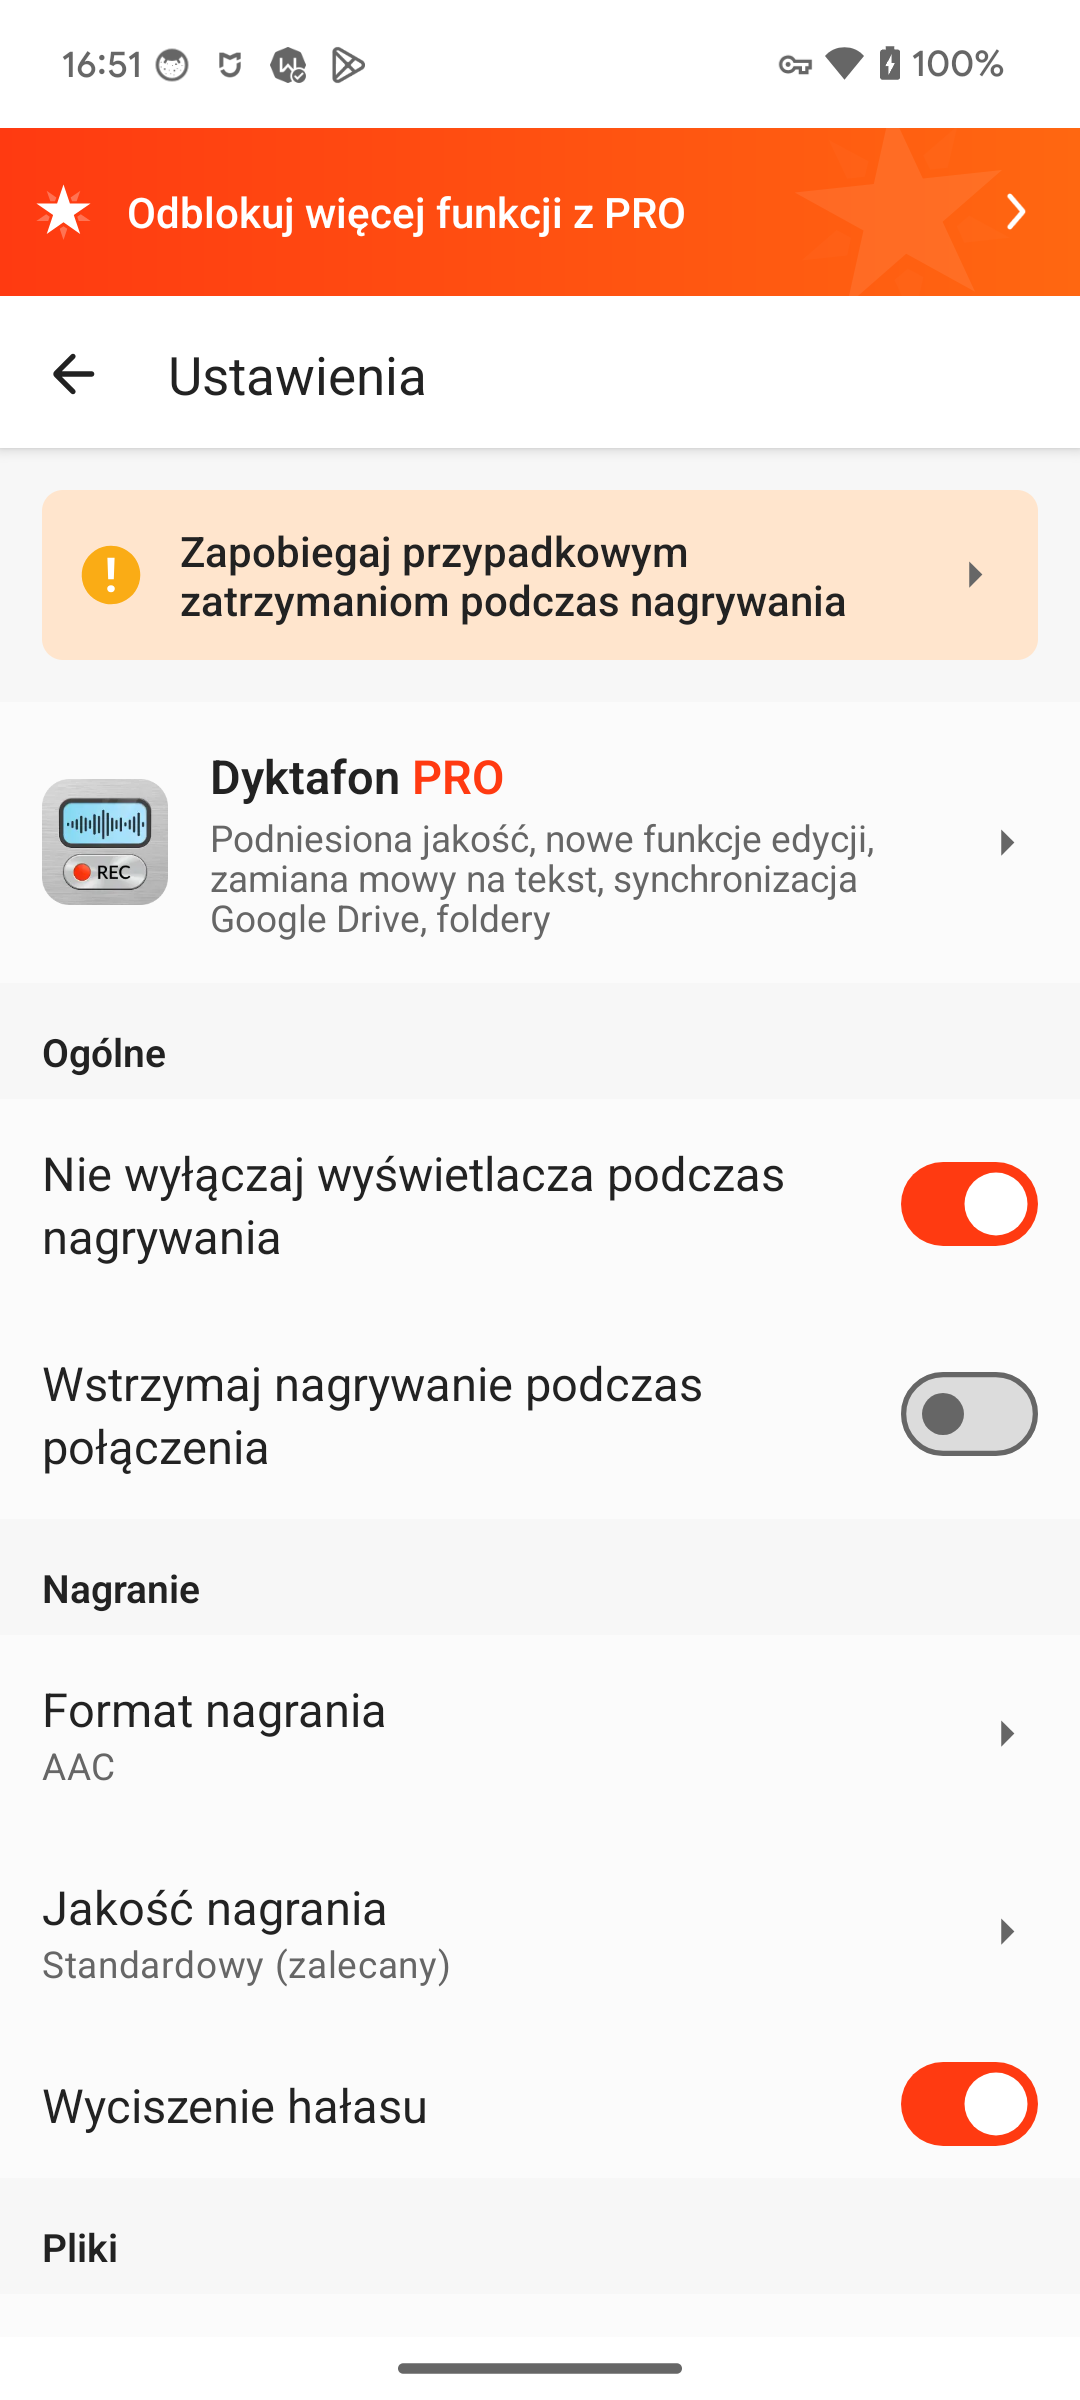 16:51
100%
Odblokuj więcej funkcji z PRO
Ustawienia
Zapobiegaj przypadkowym
zatrzymaniom podczas nagrywania
REC
Dyktafon PRO
Podniesiona jakość, nowe funkcje edycji,
zamiana mowy na tekst, synchronizacja
Google Drive, foldery
Ogólne
Nie wyłączaj wyświetlacza podczas
nagrywania
Wstrzymaj nagrywanie podczas
połączenia
Nagranie
Format nagrania
AAC
Jakość nagrania
Standardowy (zalecany)
Wyciszenie hałasu
Pliki